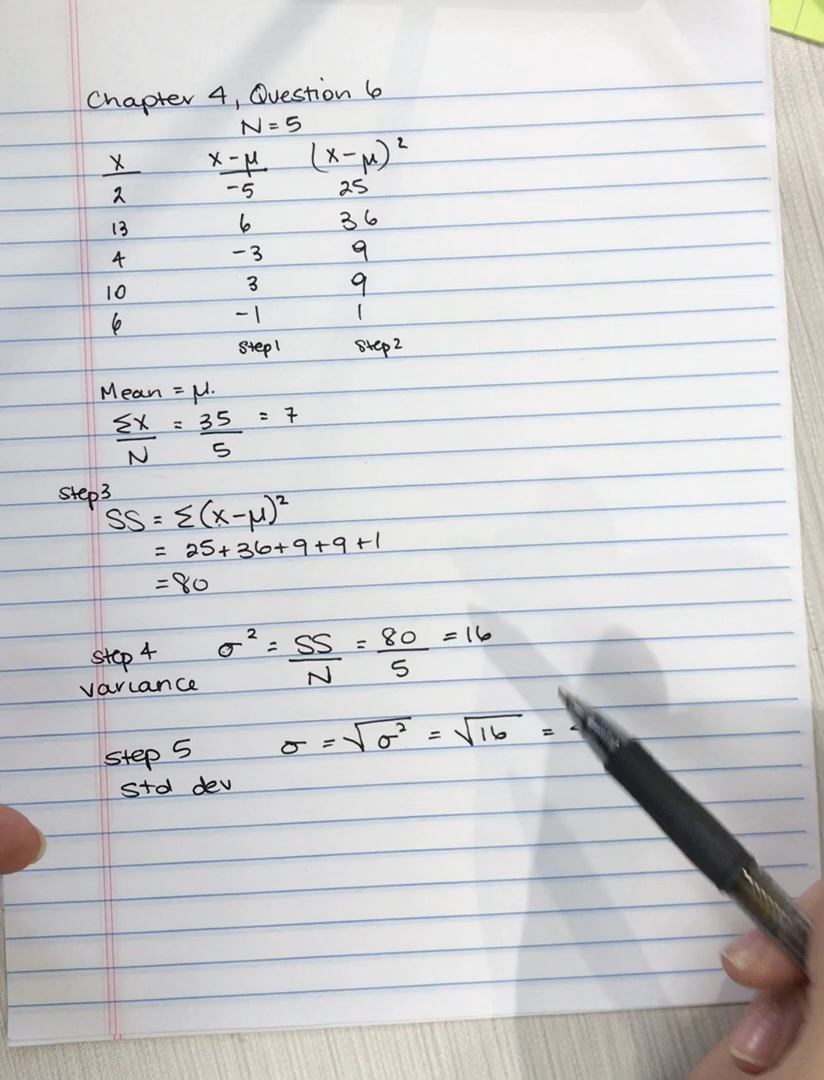 Chapter 4, Question 6
N = 5
X x-μ (x-μ)²
2 -5 25
13 6 36
4 -3 9
10 3 9
6 -1 1
Step1 Step2
Mean = μ.
ΣX/N = 35/5 = 7
Step3
SS = Σ(x-μ)²
= 25+36+9+9+1
=80
Step 4 σ² = SS/N = 80/5 = 16
variance
Step 5 σ = √σ² = √16 =
Std dev